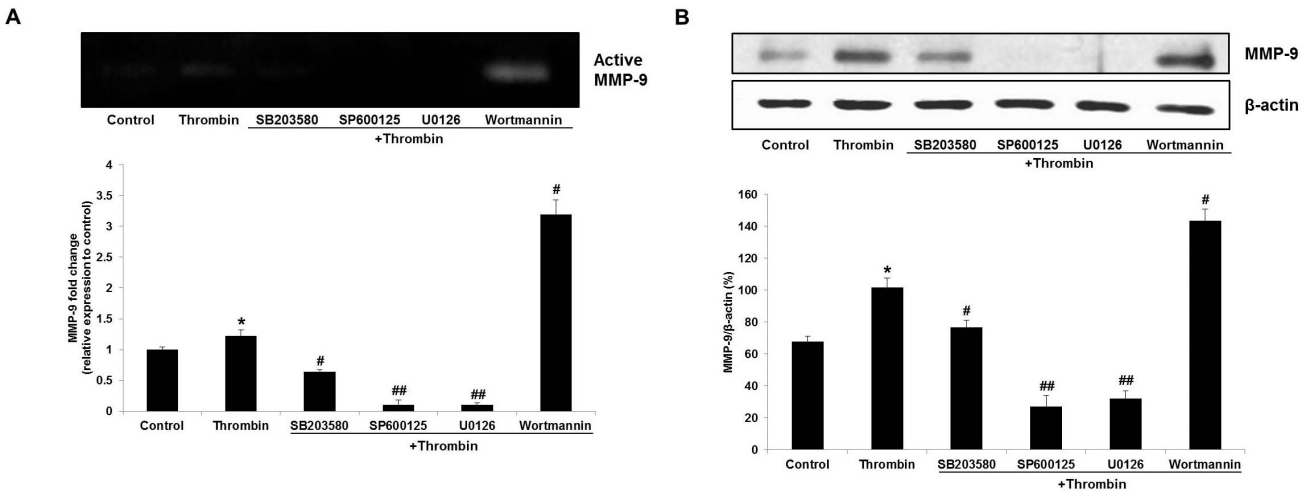 A
Active
MMP-9
Control Thrombin SB203580 SP600125 U0126 Wortmannin
+Thrombin
MMP-9 fold change
(relative expression to control)
4
3.5
3
2.5
2
1.5
1
0.5
0
*
#
##
##
#
Control Thrombin SB203580 SP600125 U0126 Wortmannin
+Thrombin
B
MMP-9
β-actin
Control Thrombin SB203580 SP600125 U0126 Wortmannin
+Thrombin
MMP-9/β-actin (%)
160
140
120
100
80
60
40
20
0
*
#
##
##
#
Control Thrombin SB203580 SP600125 U0126 Wortmannin
+Thrombin